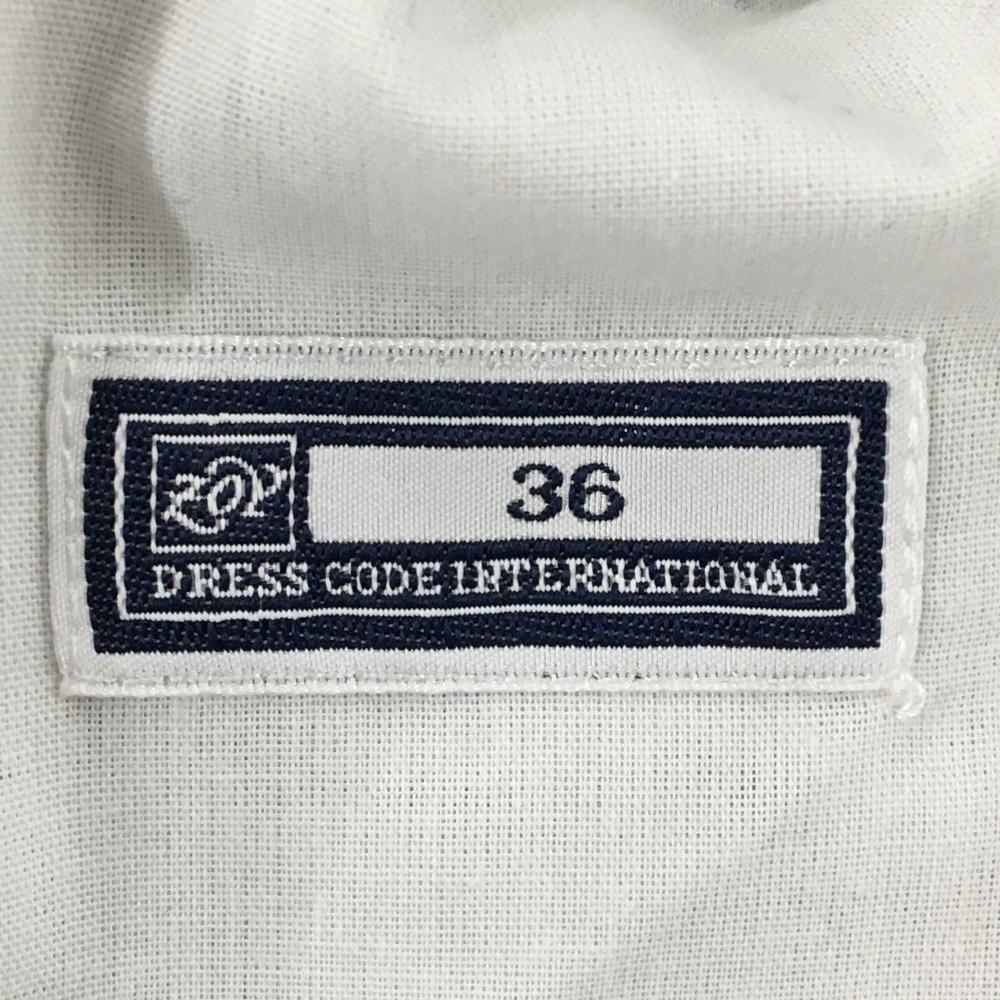 36
DRESS CODE INTERNATIONAL